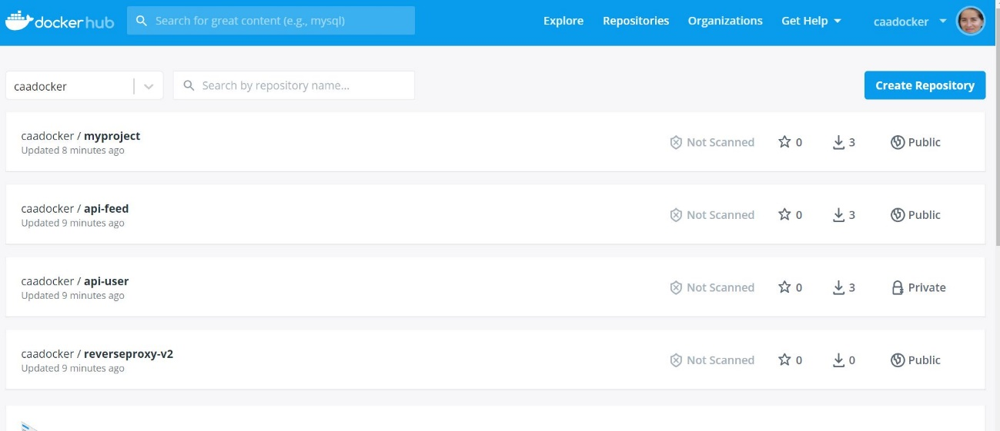 dockerhub Search for great content (e.g., mysql) Explore Repositories Organizations Get Help caadocker
caadocker Search by repository name... Create Repository
caadocker / myproject Not Scanned 0 3 Public
Updated 8 minutes ago
caadocker / api-feed Not Scanned 0 3 Public
Updated 9 minutes ago
caadocker / api-user Not Scanned 0 3 Private
Updated 9 minutes ago
caadocker / reverseproxy-v2 Not Scanned 0 0 Public
Updated 9 minutes ago